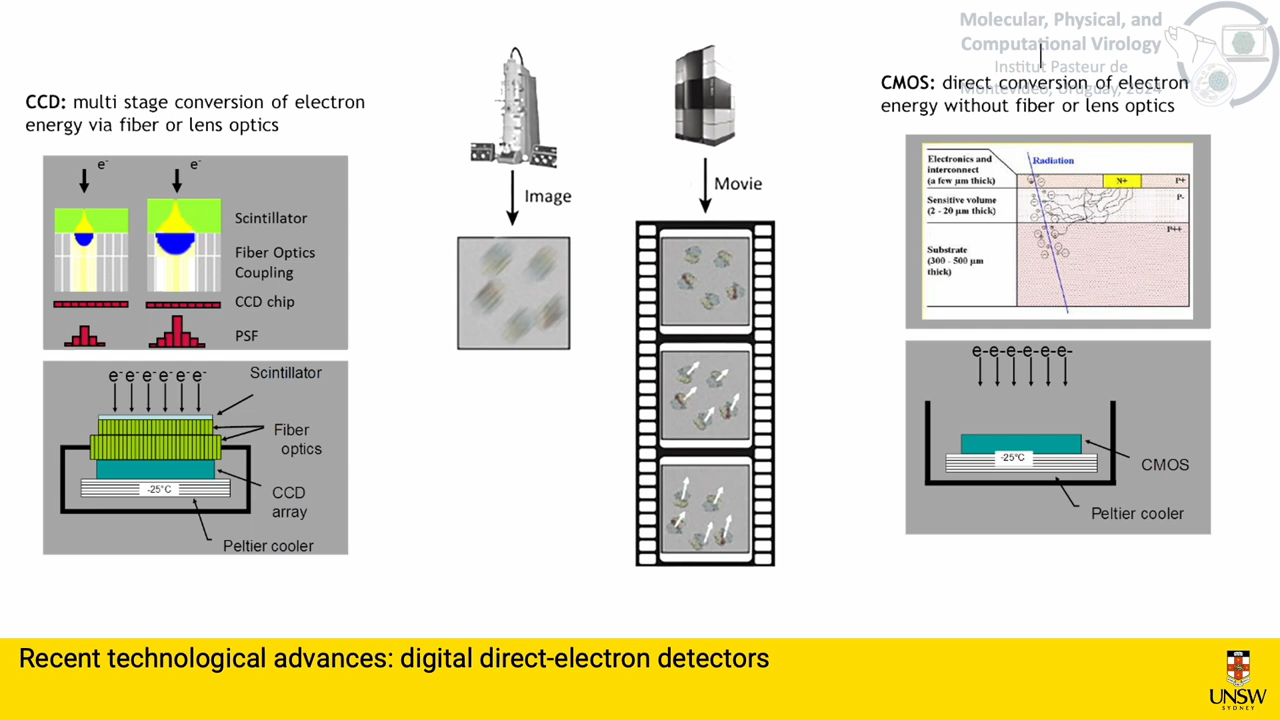 Molecular, Physical, and
Computational Virology
Institut Pasteur de
Montevideo, Uruguay, 2024
CCD: multi stage conversion of electron
energy via fiber or lens optics
e-
e-
Scintillator
Fiber Optics
Coupling
CCD chip
PSF
e- e- e- e- e- e-
Scintillator
Fiber
optics
-25°C
CCD
array
Peltier cooler
Image
Movie
CMOS: direct conversion of electron
energy without fiber or lens optics
Electronics and
interconnect
(a few µm thick)
Radiation
N+
P+
Sensitive volume
(2 - 20 µm thick)
P-
P++
Substrate
(300 - 500 µm
thick)
e-e-e-e-e-e-
-25°C
CMOS
Peltier cooler
Recent technological advances: digital direct-electron detectors
UNSW
SYDNEY